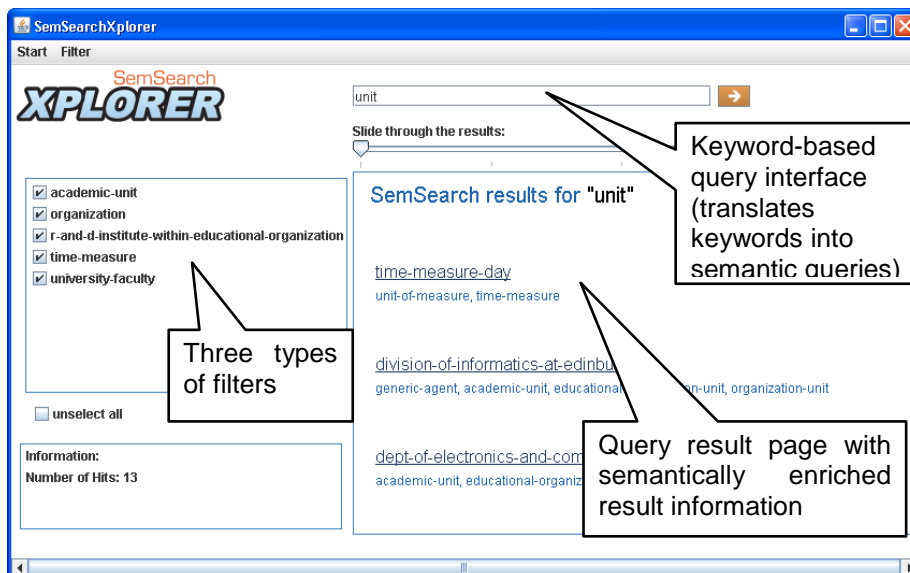 SemSearchXplorer
Start Filter
SemSearch
XPLORER
unit
Slide through the results:
Keyword-based
query interface
(translates
keywords into
semantic queries)
academic-unit
organization
r-and-d-institute-within-educational-organization
time-measure
university-faculty
unselect all
Three types
of filters
Information:
Number of Hits: 13
SemSearch results for "unit"
time-measure-day
unit-of-measure, time-measure
division-of-informatics-at-edinbu
generic-agent, academic-unit, educational an-unit, organization-unit
dept-of-electronics-and-com
academic-unit, educational-organiz
Query result page with
semantically enriched
result information